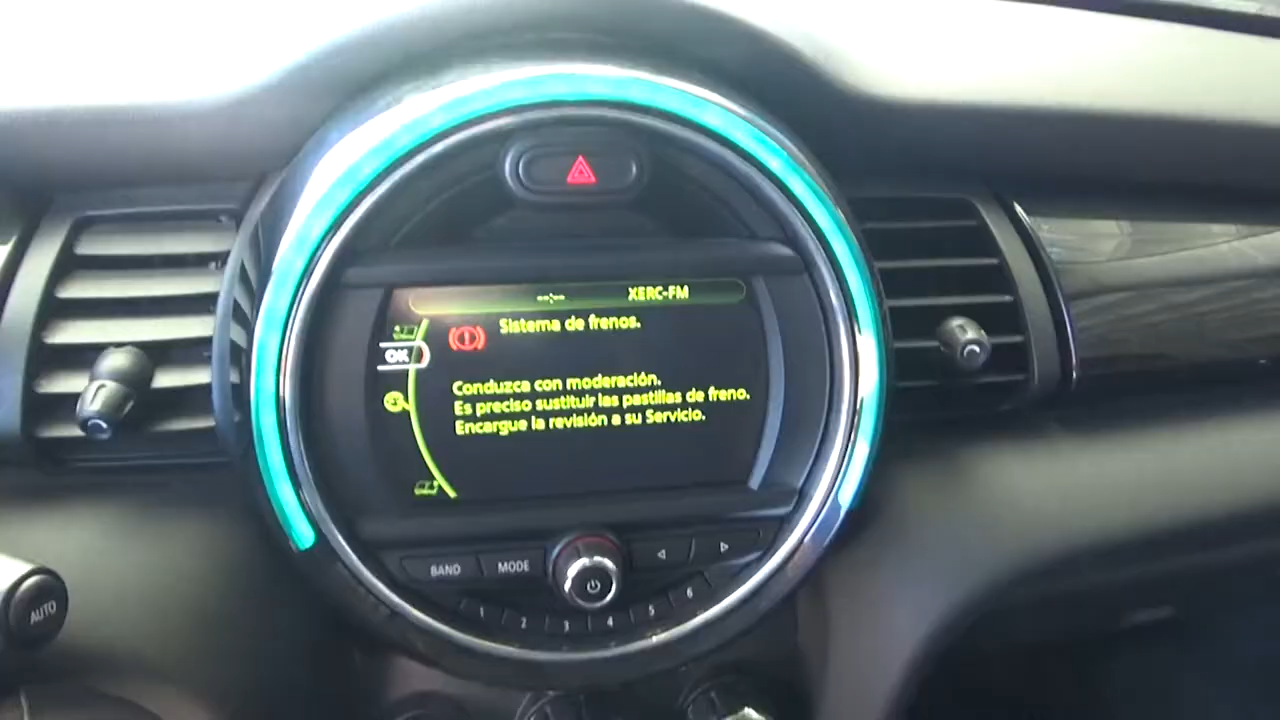 --:-- XERC-FM
Sistema de frenos.
OK
Conduzca con moderación.
Es preciso sustituir las pastillas de freno.
Encargue la revisión a su Servicio.
BAND MODE
1 2 3 4 5 6
AUTO